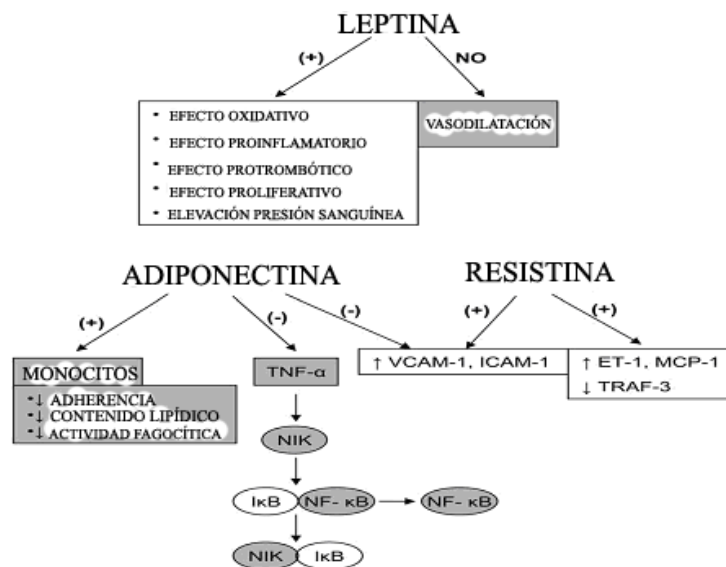 LEPTINA
(+)
NO
• EFECTO OXIDATIVO
• EFECTO PROINFLAMATORIO
• EFECTO PROTROMBÓTICO
• EFECTO PROLIFERATIVO
• ELEVACIÓN PRESIÓN SANGUÍNEA
VASODILATACIÓN
ADIPONECTINA
RESISTINA
(+)
(-)
(-)
(+)
(+)
MONOCITOS
•↓ ADHERENCIA
•↓ CONTENIDO LIPÍDICO
•↓ ACTIVIDAD FAGOCÍTICA
TNF-α
↑ VCAM-1, ICAM-1
↑ ET-1, MCP-1
↓ TRAF-3
NIK
IκB
NF- κB
NF- κB
NIK
IκB